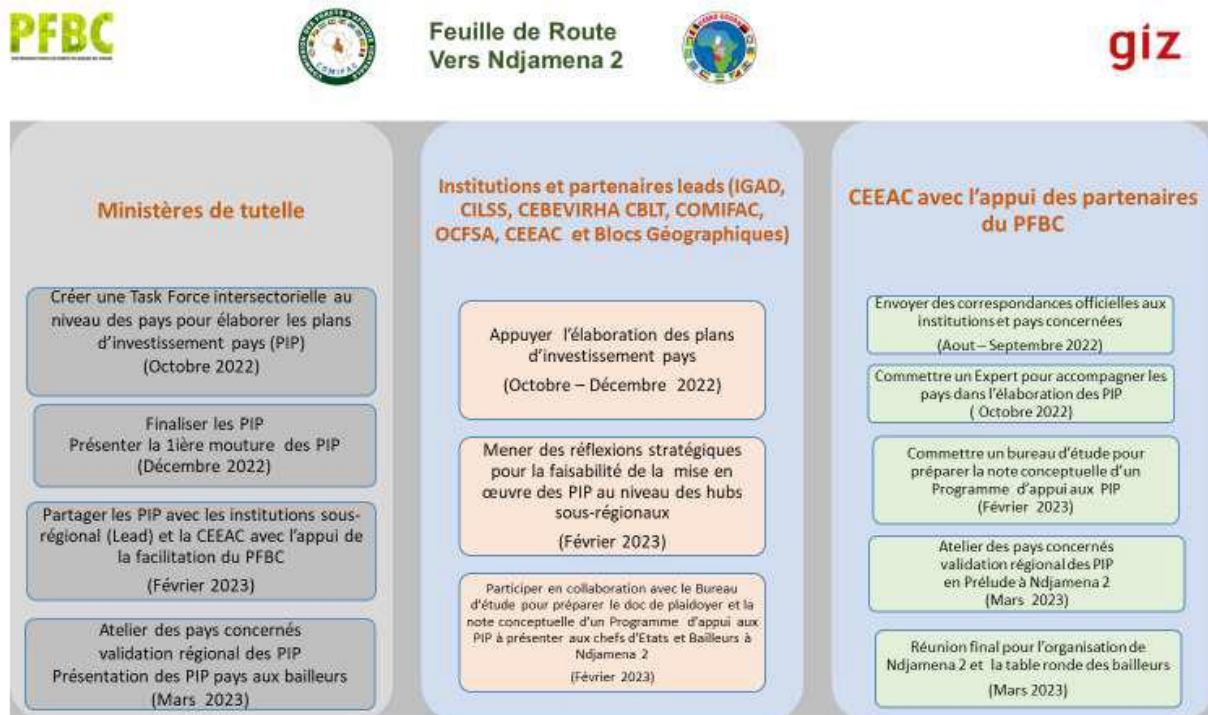 PFBC
COMIFAC
Feuille de Route
Vers Ndjamena 2
giz
Ministères de tutelle
Créer une Task Force intersectorielle au
niveau des pays pour élaborer les plans
d'investissement pays (PIP)
(Octobre 2022)
Finaliser les PIP
Présenter la 1ière mouture des PIP
(Décembre 2022)
Partager les PIP avec les institutions sous-
régional (Lead) et la CEEAC avec l'appui de
la facilitation du PFBC
(Février 2023)
Atelier des pays concernés
validation régional des PIP
Présentation des PIP pays aux bailleurs
(Mars 2023)
Institutions et partenaires leads (IGAD,
CILSS, CEBEVIRHA CBLT, COMIFAC,
OCFSA, CEEAC et Blocs Géographiques)
Appuyer l'élaboration des plans
d'investissement pays
(Octobre – Décembre 2022)
Mener des réflexions stratégiques
pour la faisabilité de la mise en
œuvre des PIP au niveau des hubs
sous-régionaux
(Février 2023)
Participer en collaboration avec le Bureau
d'étude pour préparer le doc de plaidoyer et la
note conceptuelle d'un Programme d'appui aux
PIP à présenter aux chefs d'Etats et Bailleurs à
Ndjamena 2
(Février 2023)
CEEAC avec l'appui des partenaires
du PFBC
Envoyer des correspondances officielles aux
institutions et pays concernées
(Aout – Septembre 2022)
Commettre un Expert pour accompagner les
pays dans l'élaboration des PIP
( Octobre 2022)
Commettre un bureau d'étude pour
préparer la note conceptuelle d'un
Programme d'appui aux PIP
(Février 2023)
Atelier des pays concernés
validation régional des PIP
en Prélude à Ndjamena 2
(Mars 2023)
Réunion final pour l'organisation de
Ndjamena 2 et la table ronde des bailleurs
(Mars 2023)